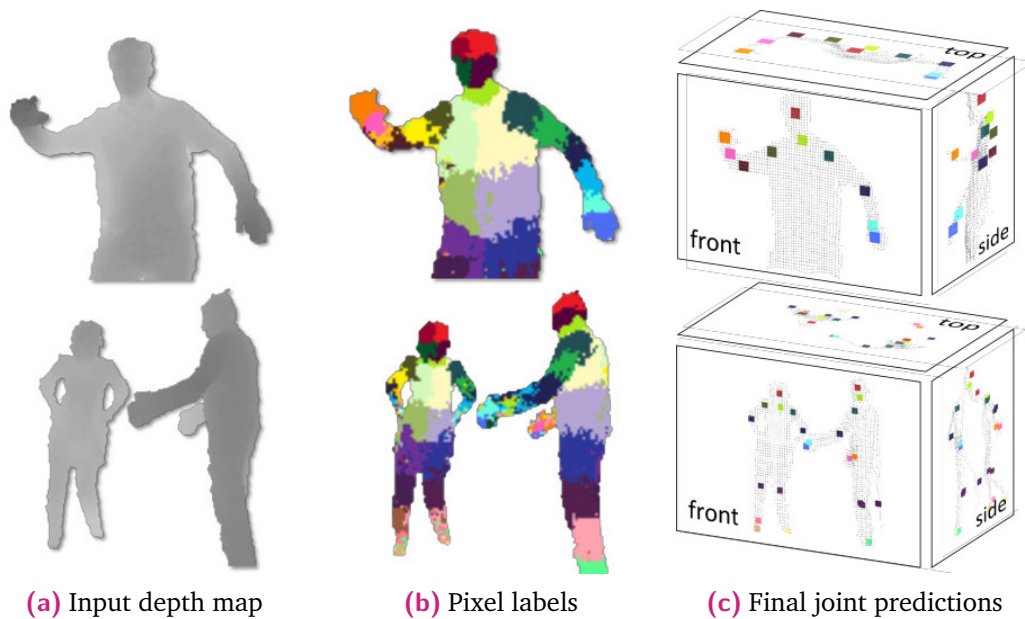 top
front
side
top
front
side
(a) Input depth map
(b) Pixel labels
(c) Final joint predictions